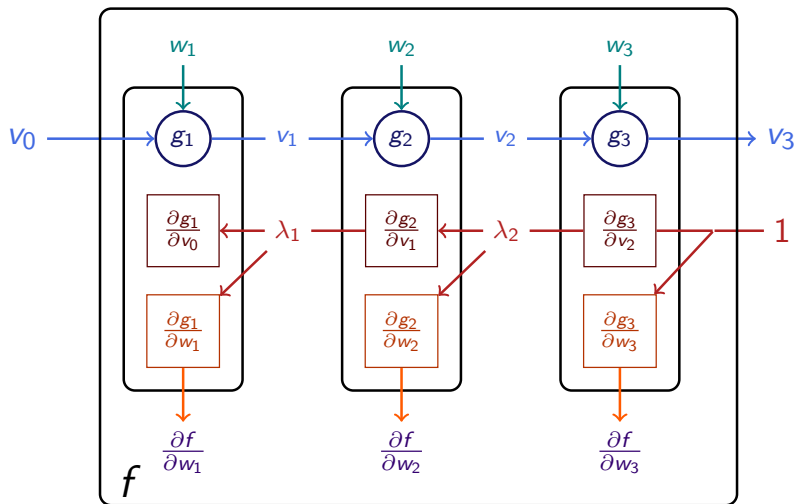 w₁ w₂ w₃
v₀ g₁ v₁ g₂ v₂ g₃ v₃
∂g₁/∂v₀ λ₁ ∂g₂/∂v₁ λ₂ ∂g₃/∂v₂ 1
∂g₁/∂w₁ ∂g₂/∂w₂ ∂g₃/∂w₃
∂f/∂w₁ ∂f/∂w₂ ∂f/∂w₃
f